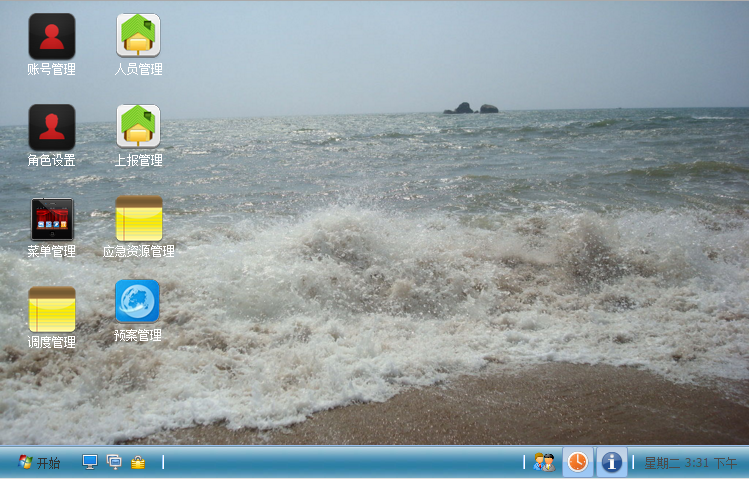 账号管理
人员管理
角色设置
上报管理
菜单管理
应急资源管理
调度管理
预案管理
开始
星期二 3:31 下午